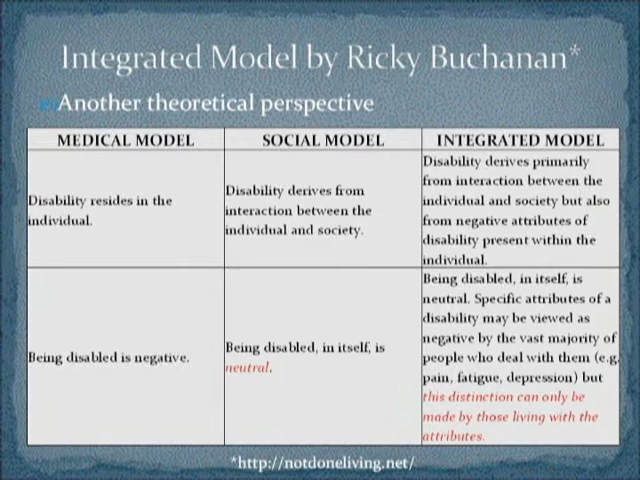 Integrated Model by Ricky Buchanan*
Another theoretical perspective
MEDICAL MODEL
SOCIAL MODEL
INTEGRATED MODEL
Disability resides in the
individual.
Disability derives from
interaction between the
individual and society.
Disability derives primarily
from interaction between the
individual and society but also
from negative attributes of
disability present within the
individual.
Being disabled is negative.
Being disabled, in itself, is
neutral.
Being disabled, in itself, is
neutral. Specific attributes of a
disability may be viewed as
negative by the vast majority of
people who deal with them (e.g.
pain, fatigue, depression) but
this distinction can only be
made by those living with the
attributes.
*http://notdoneliving.net/